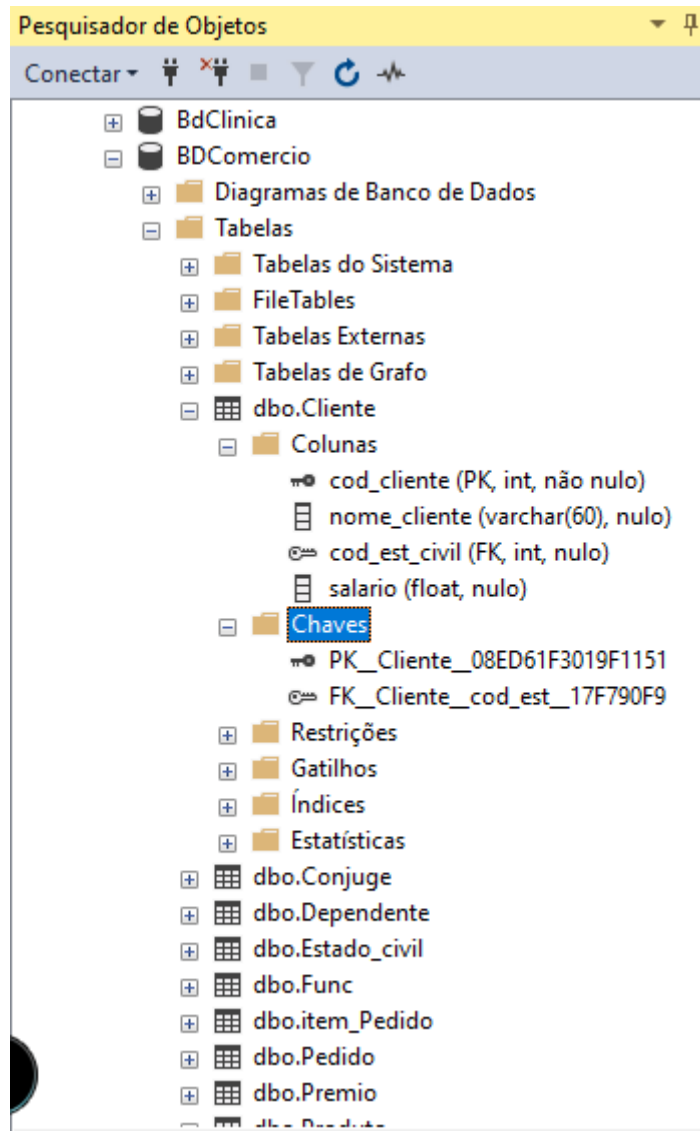 Pesquisador de Objetos
Conectar
BdClinica
BDComercio
Diagramas de Banco de Dados
Tabelas
Tabelas do Sistema
FileTables
Tabelas Externas
Tabelas de Grafo
dbo.Cliente
Colunas
cod_cliente (PK, int, não nulo)
nome_cliente (varchar(60), nulo)
cod_est_civil (FK, int, nulo)
salario (float, nulo)
Chaves
PK__Cliente__08ED61F3019F1151
FK__Cliente__cod_est__17F790F9
Restrições
Gatilhos
Índices
Estatísticas
dbo.Conjuge
dbo.Dependente
dbo.Estado_civil
dbo.Func
dbo.item_Pedido
dbo.Pedido
dbo.Premio